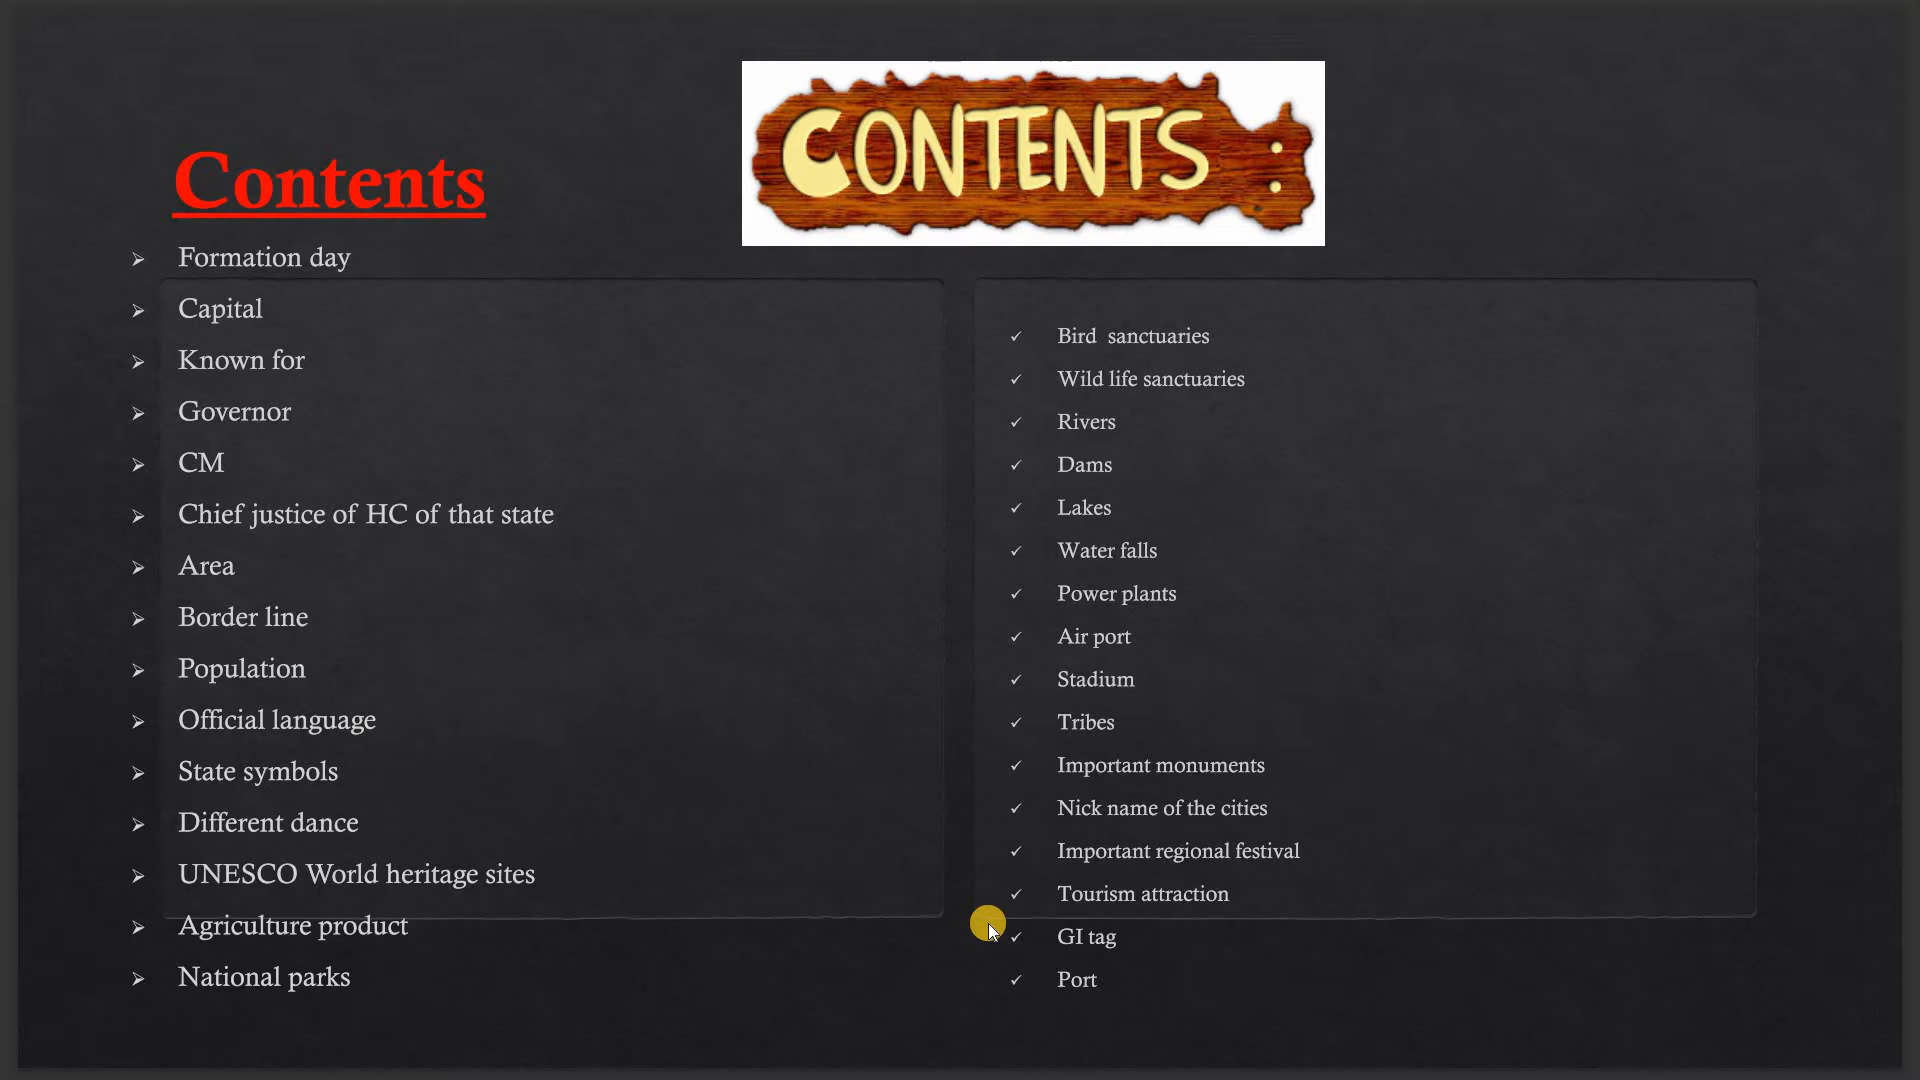 CONTENTS :
Contents
Formation day
Capital
Known for
Governor
CM
Chief justice of HC of that state
Area
Border line
Population
Official language
State symbols
Different dance
UNESCO World heritage sites
Agriculture product
National parks
Bird sanctuaries
Wild life sanctuaries
Rivers
Dams
Lakes
Water falls
Power plants
Air port
Stadium
Tribes
Important monuments
Nick name of the cities
Important regional festival
Tourism attraction
GI tag
Port